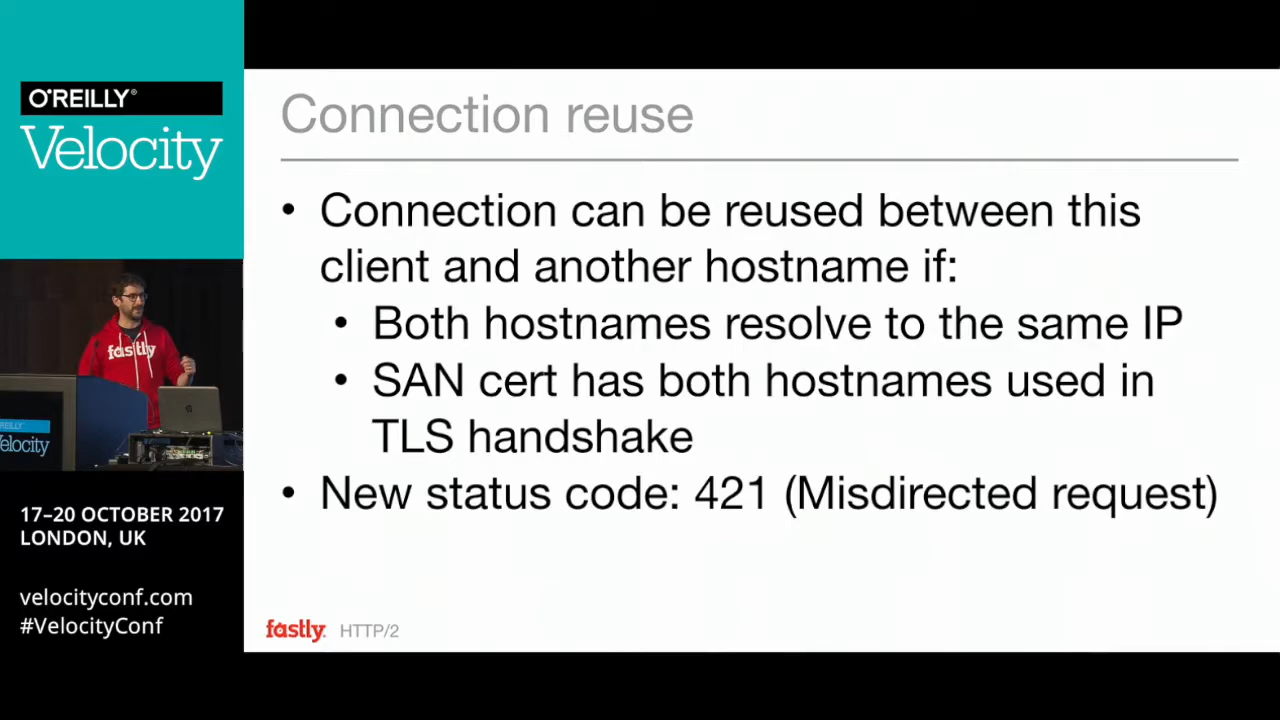 O'REILLY®
Velocity
fastly
O'REILLY
Velocity
17–20 OCTOBER 2017
LONDON, UK
velocityconf.com
#VelocityConf
Connection reuse
• Connection can be reused between this
client and another hostname if:
• Both hostnames resolve to the same IP
• SAN cert has both hostnames used in
TLS handshake
• New status code: 421 (Misdirected request)
fastly HTTP/2